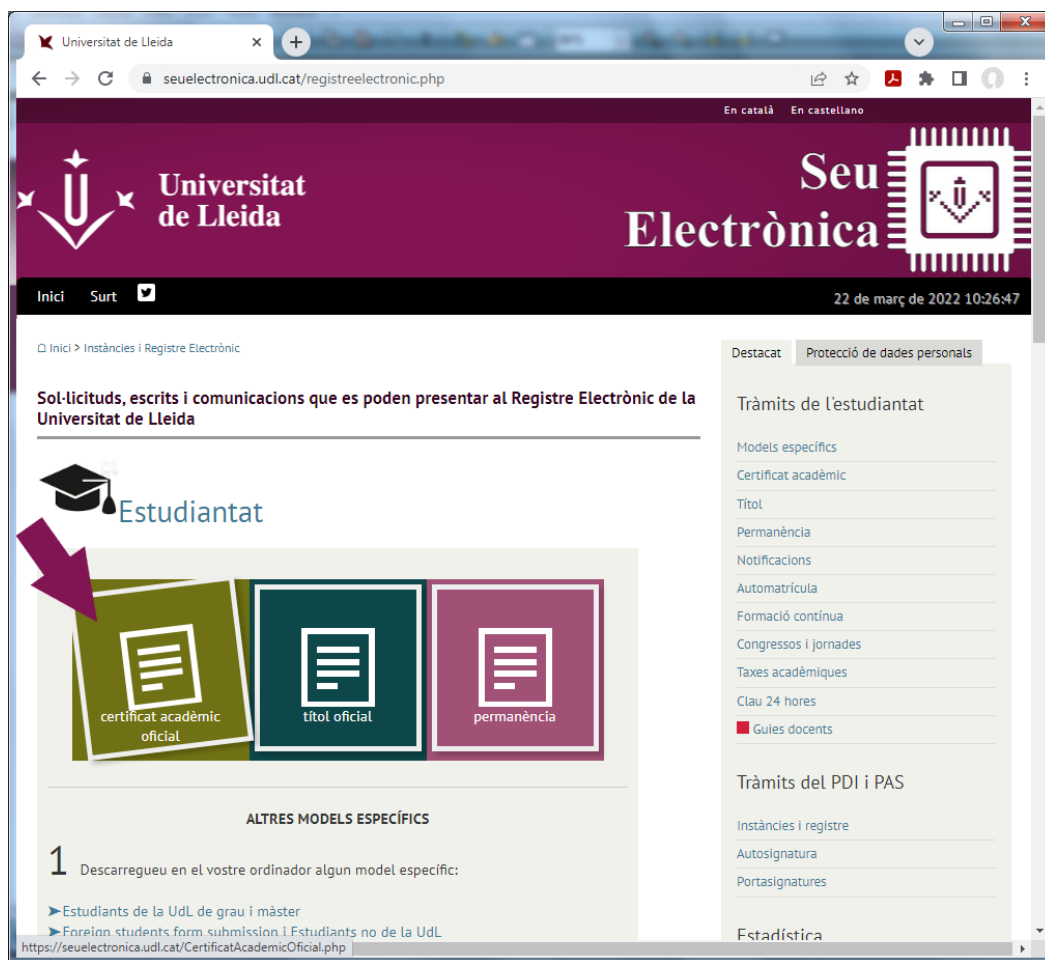 Universitat de Lleida
seuelectronica.udl.cat/registreelectronic.php
En català En castellano
Universitat
de Lleida
Seu
Electrònica
Inici Surt
22 de març de 2022 10:26:47
Inici > Instàncies i Registre Electrònic
Sol·licituds, escrits i comunicacions que es poden presentar al Registre Electrònic de la
Universitat de Lleida
Estudiantat
certificat acadèmic
oficial
títol oficial
permanència
ALTRES MODELS ESPECÍFICS
1 Descarregueu en el vostre ordinador algun model específic:
➤Estudiants de la UdL de grau i màster
➤Foreign students form submission i Estudiants no de la UdL
https://seuelectronica.udl.cat/CertificatAcademicOficial.php
Destacat Protecció de dades personals
Tràmits de l'estudiantat
Models específics
Certificat acadèmic
Títol
Permanència
Notificacions
Automatrícula
Formació contínua
Congressos i jornades
Taxes acadèmiques
Clau 24 hores
Guies docents
Tràmits del PDI i PAS
Instàncies i registre
Autosignatura
Portasignatures
Estadística